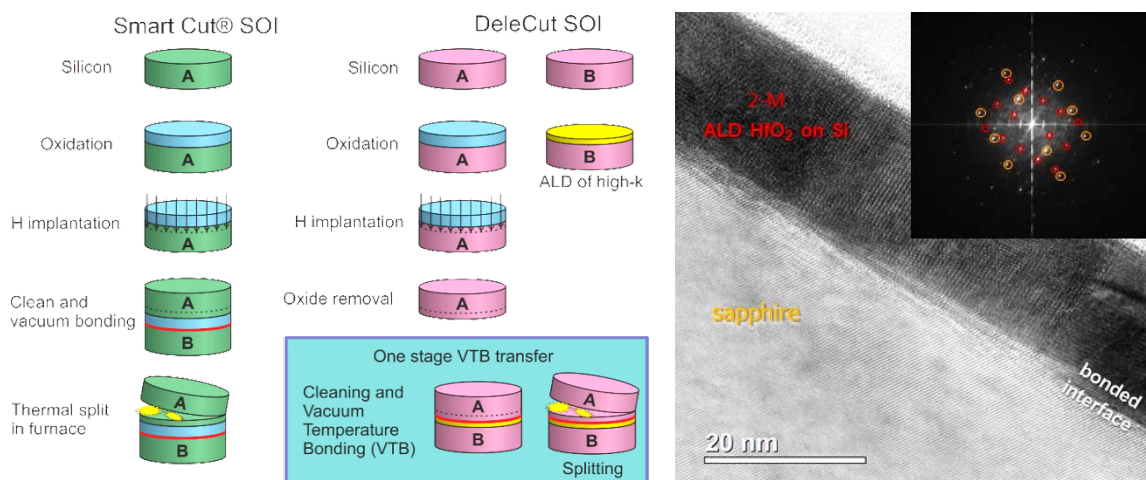 Smart Cut® SOI
Silicon
A
Oxidation
A
H implantation
A
Clean and
vacuum bonding
A
B
Thermal split
in furnace
A
B
DeleCut SOI
Silicon
A
B
Oxidation
A
B
ALD of high-k
H implantation
A
Oxide removal
A
One stage VTB transfer
Cleaning and
Vacuum
Temperature
Bonding (VTB)
A
B
A
B
Splitting
2-M
ALD HfO2 on Si
sapphire
bonded
interface
20 nm